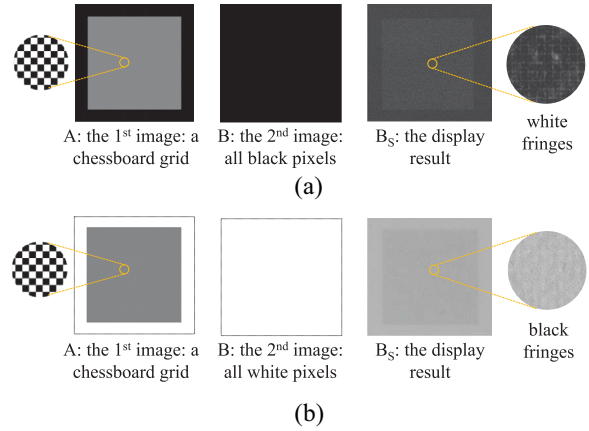 white
fringes
A: the 1st image: a
chessboard grid
B: the 2nd image:
all black pixels
BS: the display
result
(a)
black
fringes
A: the 1st image: a
chessboard grid
B: the 2nd image:
all white pixels
BS: the display
result
(b)